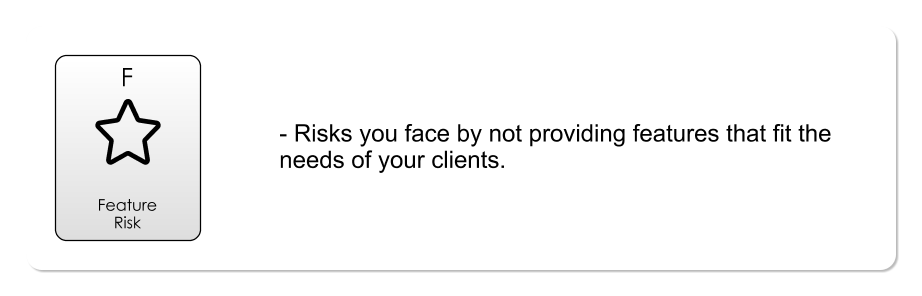 F
Feature
Risk
- Risks you face by not providing features that fit the
needs of your clients.